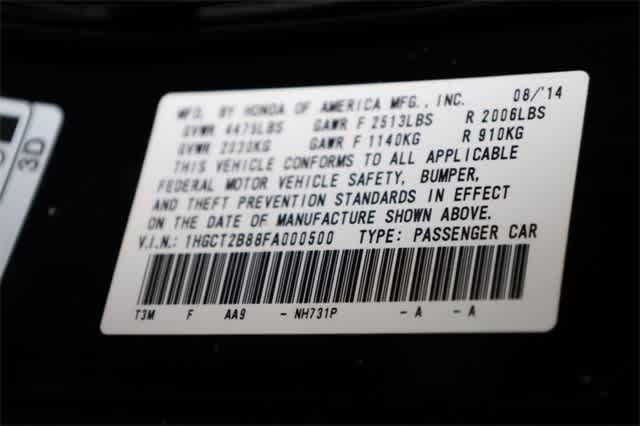 MFD. BY HONDA OF AMERICA MFG., INC. 08/'14
GVWR 4475LBS GAWR F 2513LBS R 2006LBS
GVWR 2030KG GAWR F 1140KG R 910KG
THIS VEHICLE CONFORMS TO ALL APPLICABLE
FEDERAL MOTOR VEHICLE SAFETY, BUMPER,
AND THEFT PREVENTION STANDARDS IN EFFECT
ON THE DATE OF MANUFACTURE SHOWN ABOVE.
V.I.N.: 1HGCT2B88FA000500 TYPE: PASSENGER CAR
T3M F AA9 - NH731P - A - A
3D